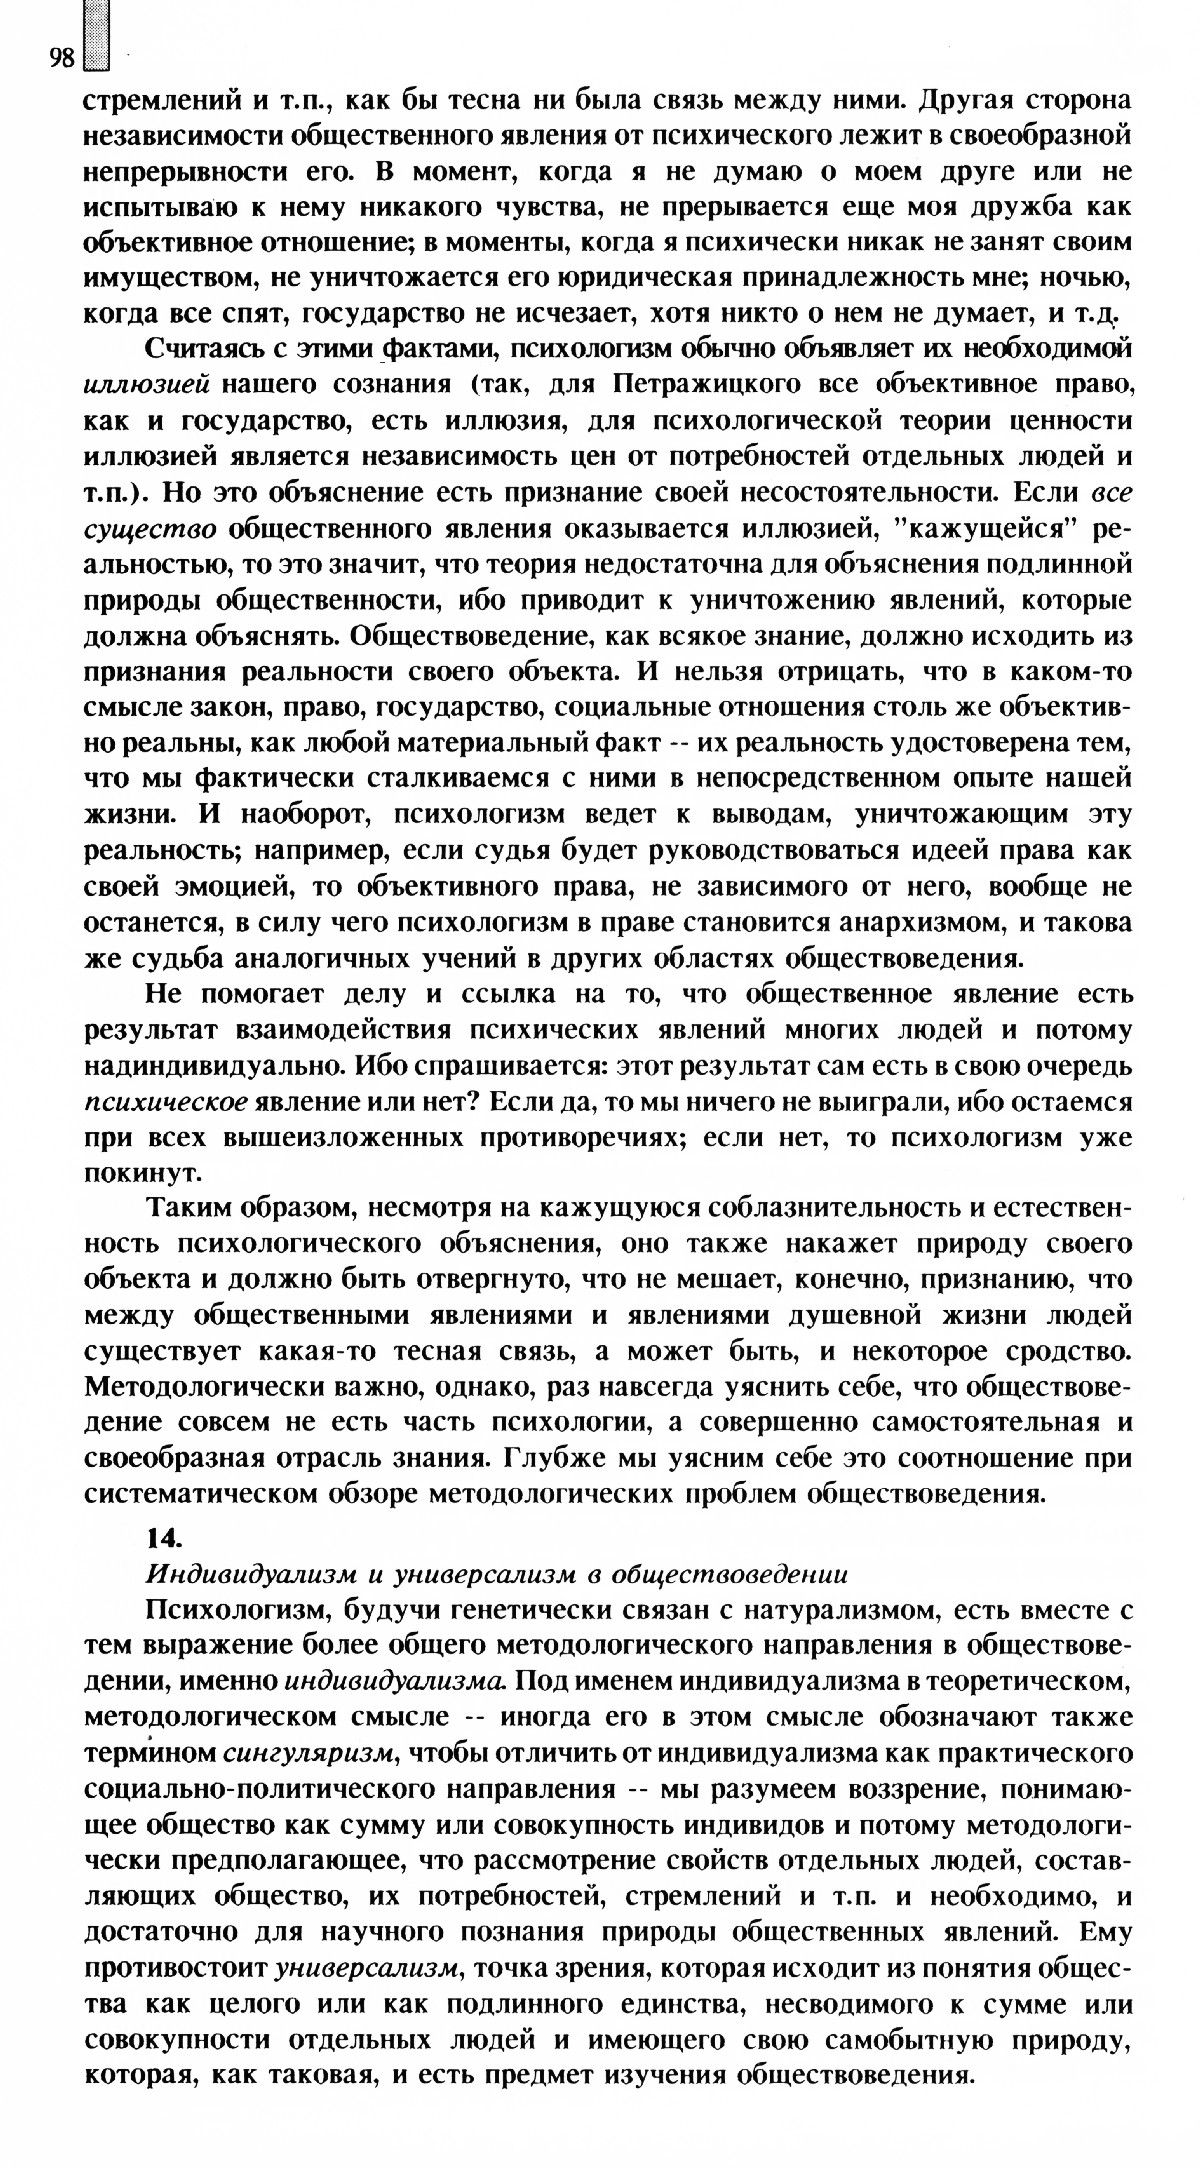 98
стремлений и т.п., как бы тесна ни была связь между ними. Другая сторона
независимости общественного явления от психического лежит в своеобразной
непрерывности его. В момент, когда я не думаю о моем друге или не
испытываю к нему никакого чувства, не прерывается еще моя дружба как
объективное отношение; в моменты, когда я психически никак не занят своим
имуществом, не уничтожается его юридическая принадлежность мне; ночью,
когда все спят, государство не исчезает, хотя никто о нем не думает, и т.д.
Считаясь с этими фактами, психологизм обычно объявляет их необходимой
иллюзией нашего сознания (так, для Петражицкого все объективное право,
как и государство, есть иллюзия, для психологической теории ценности
иллюзией является независимость цен от потребностей отдельных людей и
т.п.). Но это объяснение есть признание своей несостоятельности. Если все
существо общественного явления оказывается иллюзией, "кажущейся" ре-
альностью, то это значит, что теория недостаточна для объяснения подлинной
природы общественности, ибо приводит к уничтожению явлений, которые
должна объяснять. Обществоведение, как всякое знание, должно исходить из
признания реальности своего объекта. И нельзя отрицать, что в каком-то
смысле закон, право, государство, социальные отношения столь же объектив-
но реальны, как любой материальный факт -- их реальность удостоверена тем,
что мы фактически сталкиваемся с ними в непосредственном опыте нашей
жизни. И наоборот, психологизм ведет к выводам, уничтожающим эту
реальность; например, если судья будет руководствоваться идеей права как
своей эмоцией, то объективного права, не зависимого от него, вообще не
останется, в силу чего психологизм в праве становится анархизмом, и такова
же судьба аналогичных учений в других областях обществоведения.
Не помогает делу и ссылка на то, что общественное явление есть
результат взаимодействия психических явлений многих людей и потому
надиндивидуально. Ибо спрашивается: этот результат сам есть в свою очередь
психическое явление или нет? Если да, то мы ничего не выиграли, ибо остаемся
при всех вышеизложенных противоречиях; если нет, то психологизм уже
покинут.
Таким образом, несмотря на кажущуюся соблазнительность и естествен-
ность психологического объяснения, оно также накажет природу своего
объекта и должно быть отвергнуто, что не мешает, конечно, признанию, что
между общественными явлениями и явлениями душевной жизни людей
существует какая-то тесная связь, а может быть, и некоторое сродство.
Методологически важно, однако, раз навсегда уяснить себе, что обществове-
дение совсем не есть часть психологии, а совершенно самостоятельная и
своеобразная отрасль знания. Глубже мы уясним себе это соотношение при
систематическом обзоре методологических проблем обществоведения.
14.
Индивидуализм и универсализм в обществоведении
Психологизм, будучи генетически связан с натурализмом, есть вместе с
тем выражение более общего методологического направления в обществове-
дении, именно индивидуализма. Под именем индивидуализма в теоретическом,
методологическом смысле -- иногда его в этом смысле обозначают также
термином сингуляризм, чтобы отличить от индивидуализма как практического
социально-политического направления -- мы разумеем воззрение, понимаю-
щее общество как сумму или совокупность индивидов и потому методологи-
чески предполагающее, что рассмотрение свойств отдельных людей, состав-
ляющих общество, их потребностей, стремлений и т.п. и необходимо, и
достаточно для научного познания природы общественных явлений. Ему
противостоит универсализм, точка зрения, которая исходит из понятия общес-
тва как целого или как подлинного единства, несводимого к сумме или
совокупности отдельных людей и имеющего свою самобытную природу,
которая, как таковая, и есть предмет изучения обществоведения.